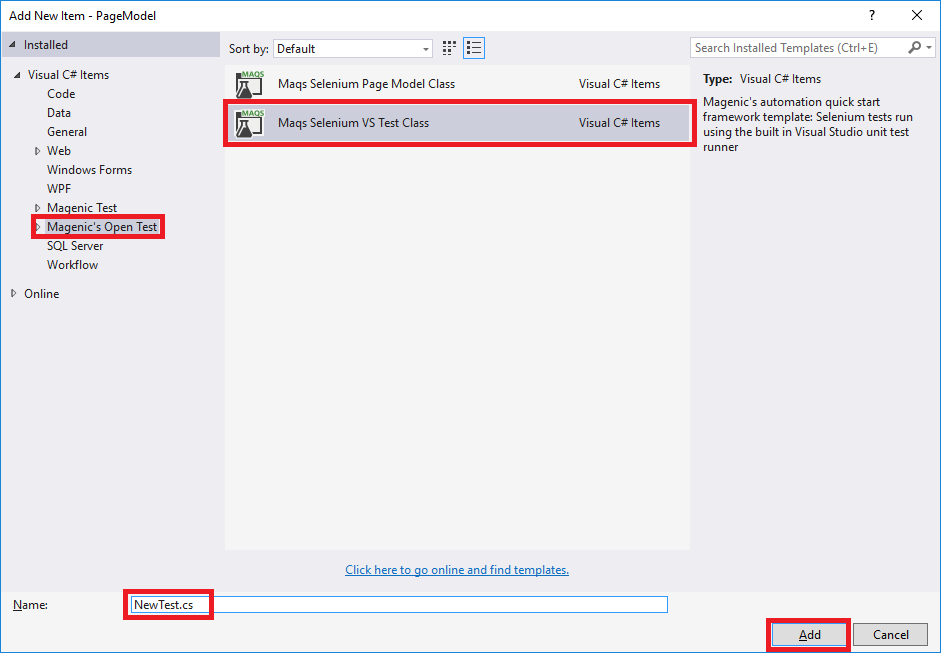 Add New Item - PageModel
?
Installed
Sort by: Default
Search Installed Templates (Ctrl+E)
Visual C# Items
Code
Data
General
Web
Windows Forms
WPF
Magenic Test
Magenic's Open Test
SQL Server
Workflow
Online
MAQS
Maqs Selenium Page Model Class Visual C# Items
MAQS
Maqs Selenium VS Test Class Visual C# Items
Type: Visual C# Items
Magenic's automation quick start
framework template: Selenium tests run
using the built in Visual Studio unit test
runner
Click here to go online and find templates.
Name: NewTest.cs
Add Cancel